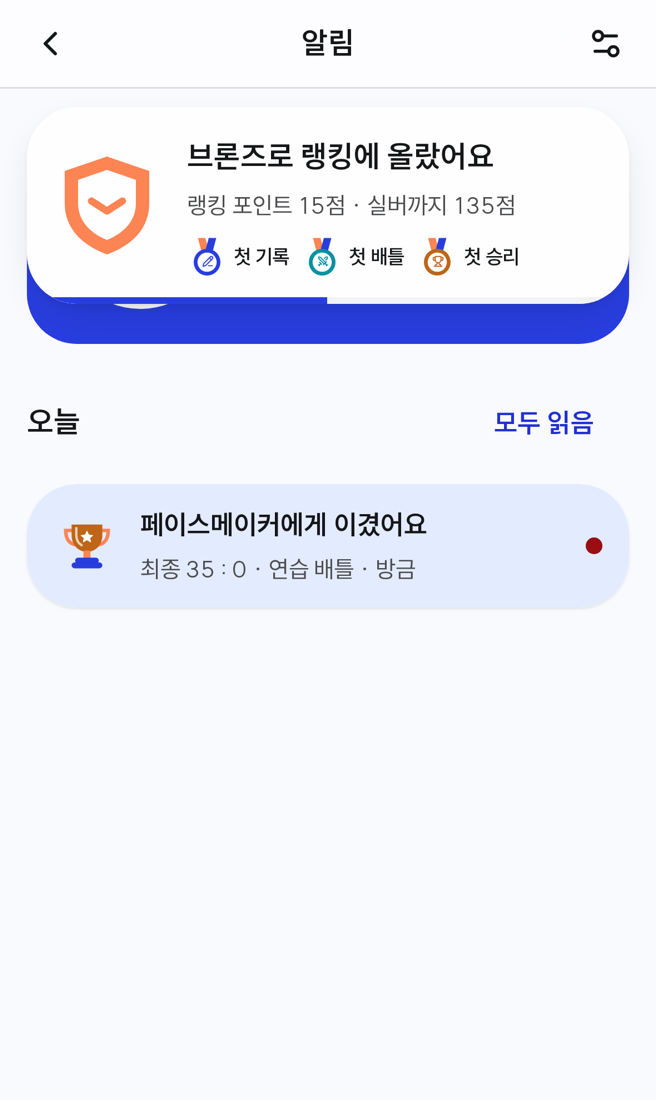 알림
브론즈로 랭킹에 올랐어요
랭킹 포인트 15점 · 실버까지 135점
첫 기록 첫 배틀 첫 승리
오늘
모두 읽음
페이스메이커에게 이겼어요
최종 35 : 0 · 연습 배틀 · 방금